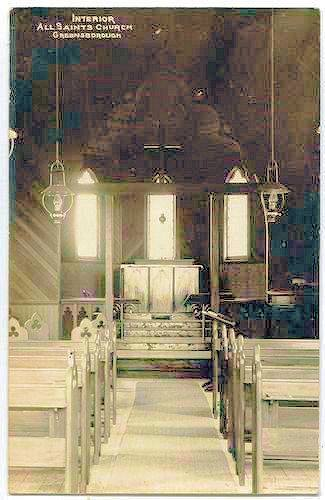 INTERIOR
ALL SAINTS CHURCH
GREENSBOROUGH